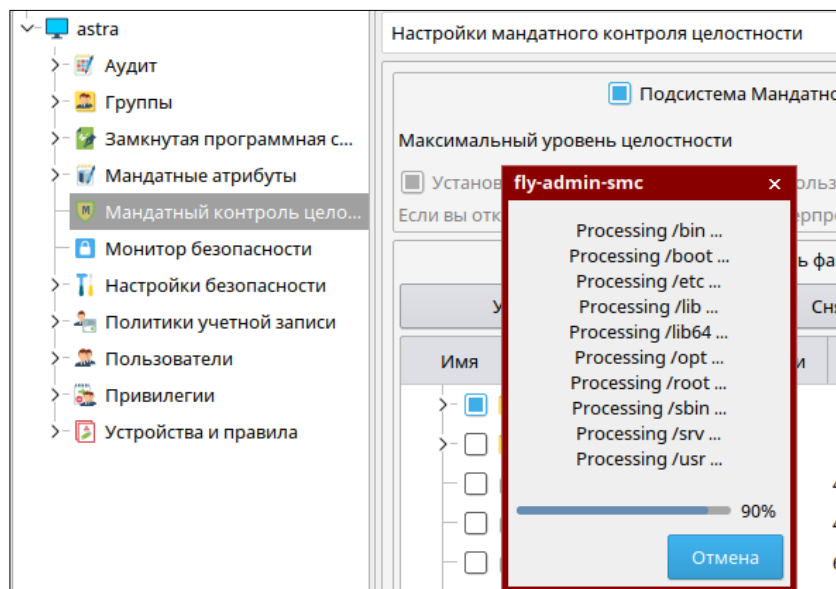 astra
Аудит
Группы
Замкнутая программная с...
Мандатные атрибуты
Мандатный контроль цело...
Монитор безопасности
Настройки безопасности
Политики учетной записи
Пользователи
Привилегии
Устройства и правила
Настройки мандатного контроля целостности
Подсистема
Максимальный уровень целостности
Если вы
Имя
fly-admin-smc
Processing /bin ...
Processing /boot ...
Processing /etc ...
Processing /lib ...
Processing /lib64 ...
Processing /opt ...
Processing /root ...
Processing /sbin ...
Processing /srv ...
Processing /usr ...
90%
Отмена